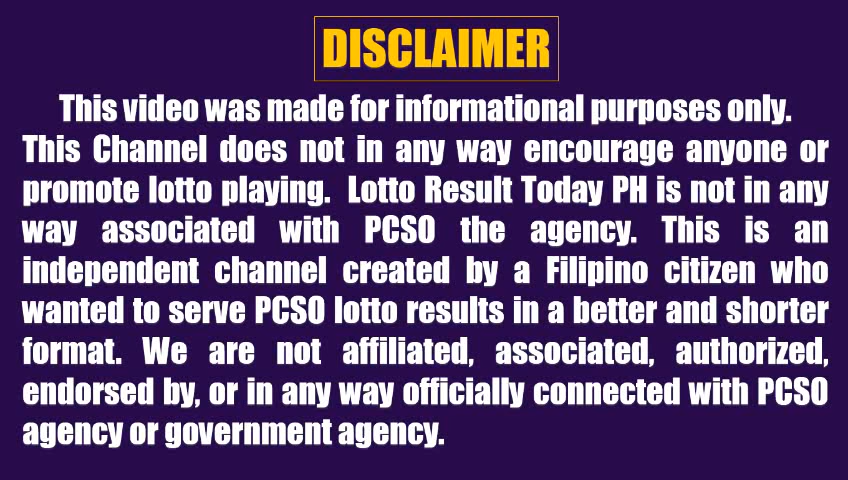 DISCLAIMER
This video was made for informational purposes only.
This Channel does not in any way encourage anyone or
promote lotto playing. Lotto Result Today PH is not in any
way associated with PCSO the agency. This is an
independent channel created by a Filipino citizen who
wanted to serve PCSO lotto results in a better and shorter
format. We are not affiliated, associated, authorized,
endorsed by, or in any way officially connected with PCSO
agency or government agency.